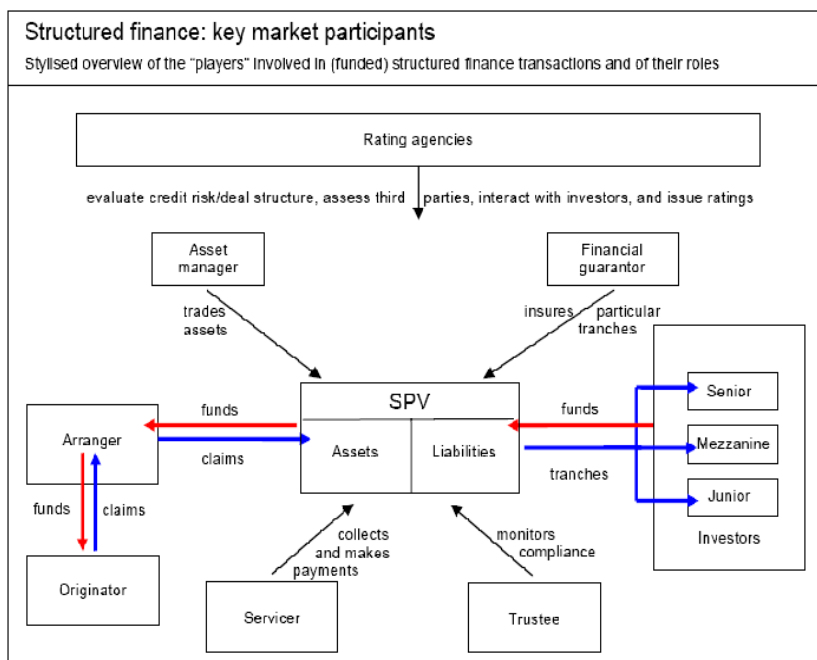 Structured finance: key market participants
Stylised overview of the "players" involved in (funded) structured finance transactions and of their roles
Rating agencies
evaluate credit risk/deal structure, assess third parties, interact with investors, and issue ratings
Asset
manager
Financial
guarantor
trades
assets
insures particular
tranches
SPV
Assets
Liabilities
funds
claims
Arranger
funds
claims
Originator
funds
tranches
Senior
Mezzanine
Junior
Investors
collects
and makes
payments
monitors
compliance
Servicer
Trustee